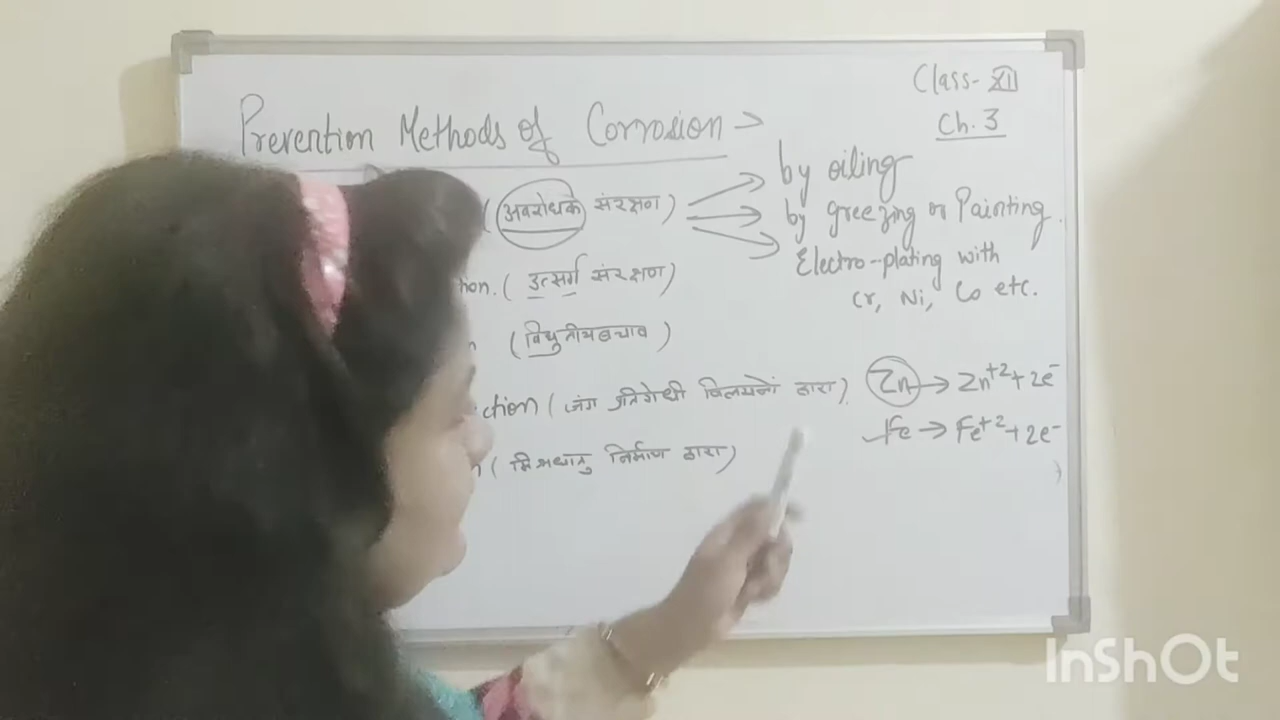 Class-XII
Ch. 3
Prevention Methods of Corrosion →
(अवरोधक संरक्षण)
by oiling
by greezing or Painting.
Electro-plating with
Cr, Ni, Co etc.
tion. (उत्सर्ग संरक्षण)
n (विधुतीयबचाव)
ction (जंग प्रतिरोधी विलयनों द्वारा).
n (मिश्रधातु निर्माण द्वारा)
Zn → Zn+2 + 2e-
Fe → Fe+2 + 2e-
InShOt